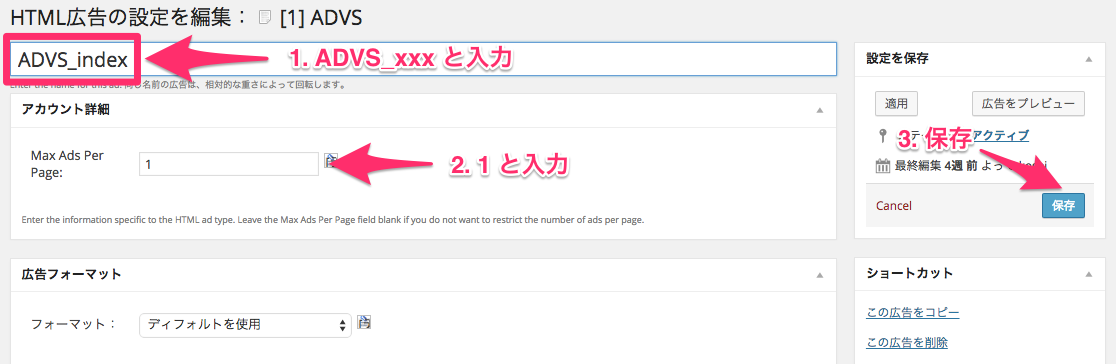 HTML広告の設定を編集： [1] ADVS
ADVS_index
1. ADVS_xxx と入力
Enter the name for this ad. 同じ名前の広告は、相対的な重さによって回転します。
アカウント詳細
Max Ads Per
Page:
1
2. 1 と入力
Enter the information specific to the HTML ad type. Leave the Max Ads Per Page field blank if you do not want to restrict the number of ads per page.
広告フォーマット
フォーマット：
ディフォルトを使用
設定を保存
適用
広告をプレビュー
3. 保存
アクティブ
最終編集 4週 前 よっ
Cancel
保存
ショートカット
この広告をコピー
この広告を削除